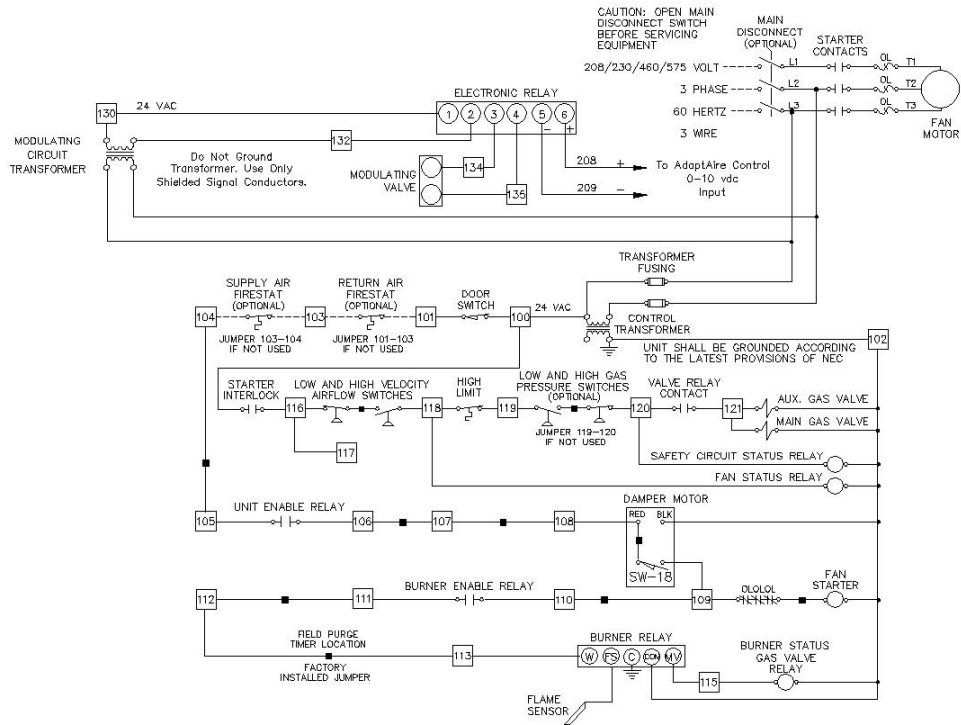 CAUTION: OPEN MAIN
DISCONNECT SWITCH
BEFORE SERVICING
EQUIPMENT
MAIN
DISCONNECT
(OPTIONAL)
STARTER
CONTACTS
208/230/460/575 VOLT
L1
OL
T1
3 PHASE
L2
OL
T2
60 HERTZ
L3
OL
T3
3 WIRE
FAN
MOTOR
130
24 VAC
ELECTRONIC RELAY
1 2 3 4 5 6
- +
MODULATING
CIRCUIT
TRANSFORMER
132
Do Not Ground
Transformer. Use Only
Shielded Signal Conductors.
MODULATING
VALVE
134
135
208 +
209 -
To AdaptAire Control
0-10 vdc
Input
TRANSFORMER
FUSING
SUPPLY AIR
FIRESTAT
(OPTIONAL)
RETURN AIR
FIRESTAT
(OPTIONAL)
DOOR
SWITCH
24 VAC
104
103
101
100
JUMPER 103-104
IF NOT USED
JUMPER 101-103
IF NOT USED
CONTROL
TRANSFORMER
102
UNIT SHALL BE GROUNDED ACCORDING
TO THE LATEST PROVISIONS OF NEC
STARTER
INTERLOCK
LOW AND HIGH VELOCITY
AIRFLOW SWITCHES
HIGH
LIMIT
LOW AND HIGH GAS
PRESSURE SWITCHES
(OPTIONAL)
VALVE RELAY
CONTACT
116
118
119
120
121
AUX. GAS VALVE
MAIN GAS VALVE
JUMPER 119-120
IF NOT USED
117
SAFETY CIRCUIT STATUS RELAY
FAN STATUS RELAY
UNIT ENABLE RELAY
105
106
107
108
DAMPER MOTOR
RED BLK
SW-18
112
111
BURNER ENABLE RELAY
110
109
OLOLOL
FAN
STARTER
FIELD PURGE
TIMER LOCATION
FACTORY
INSTALLED JUMPER
113
BURNER RELAY
W FS C CON MV
115
BURNER STATUS
GAS VALVE
RELAY
FLAME
SENSOR